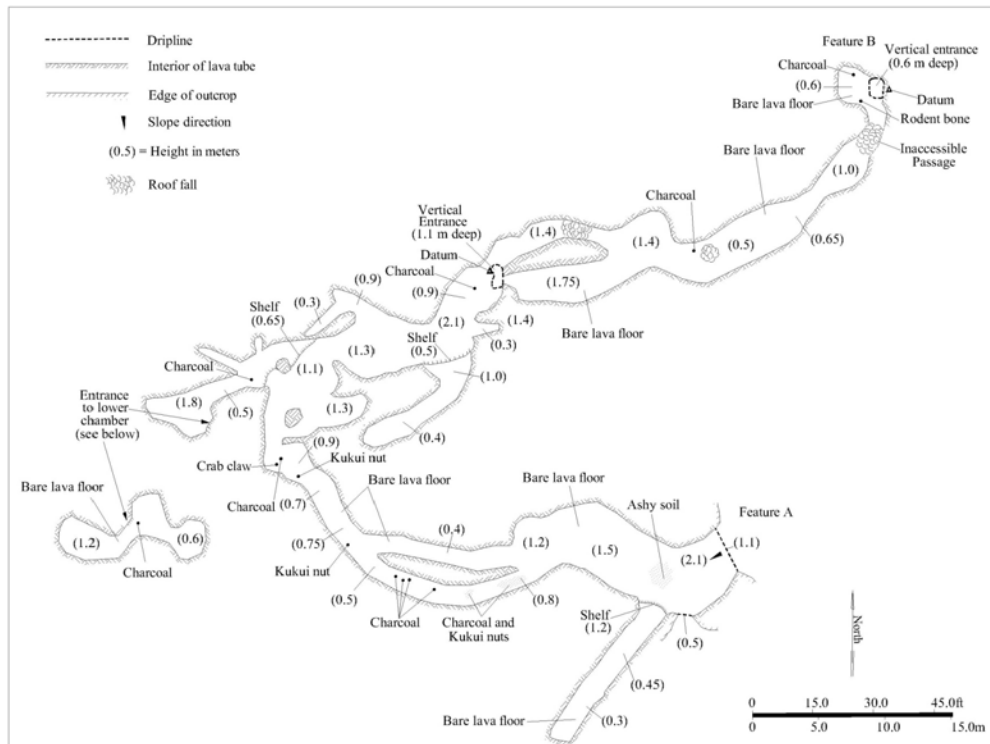 Dripline
Interior of lava tube
Edge of outcrop
Slope direction
(0.5) = Height in meters
Roof fall
Feature B
Vertical entrance
(0.6 m deep)
Charcoal
(0.6)
Datum
Bare lava floor
Rodent bone
Inaccessible
Passage
Bare lava floor
(1.0)
Charcoal
(0.5)
(0.65)
Vertical
Entrance
(1.1 m deep)
(1.4)
(1.4)
Datum
Charcoal
(0.9)
(1.75)
Bare lava floor
(0.9)
(0.3)
Shelf
(0.65)
(2.1)
(1.4)
(0.3)
Shelf
(0.5)
(1.3)
(1.1)
(1.0)
Charcoal
(1.8)
(0.5)
Entrance
to lower
chamber
(see below)
(1.3)
(0.4)
(0.9)
Crab claw
Kukui nut
Charcoal
(0.7)
Bare lava floor
Bare lava floor
(1.2)
(0.6)
Charcoal
(0.75)
Kukui nut
(0.4)
(0.5)
Charcoal
Charcoal and
Kukui nuts
(0.8)
Bare lava floor
(1.2)
(1.5)
Ashy soil
Feature A
(1.1)
(2.1)
Shelf
(1.2)
(0.5)
(0.45)
Bare lava floor
(0.3)
North
0 15.0 30.0 45.0ft
0 5.0 10.0 15.0m